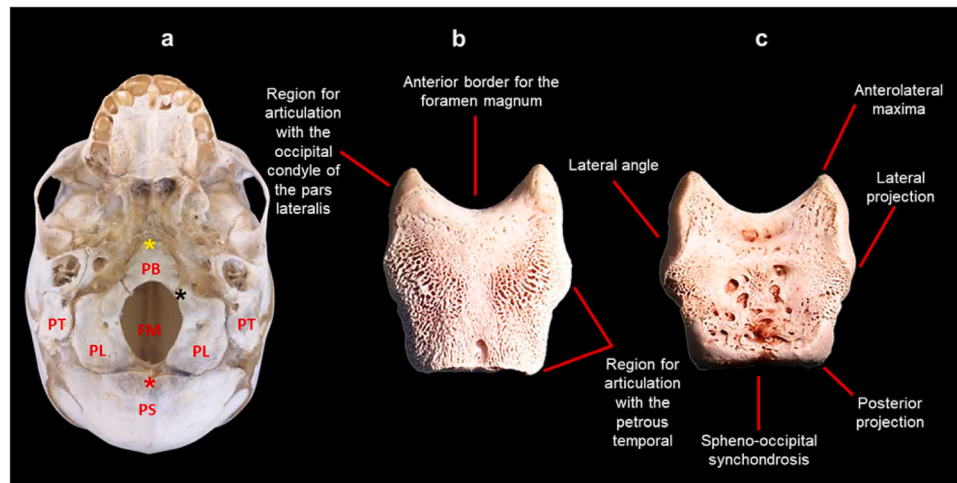 a
b
c
Region for
articulation
with the
occipital
condyle of
the pars
lateralis
Anterior border for the
foramen magnum
Lateral angle
Anterolateral
maxima
Lateral
projection
*
PB
*
PT
FM
PT
PL
PL
*
PS
Region for
articulation
with the
petrous
temporal
Spheno-occipital
synchondrosis
Posterior
projection